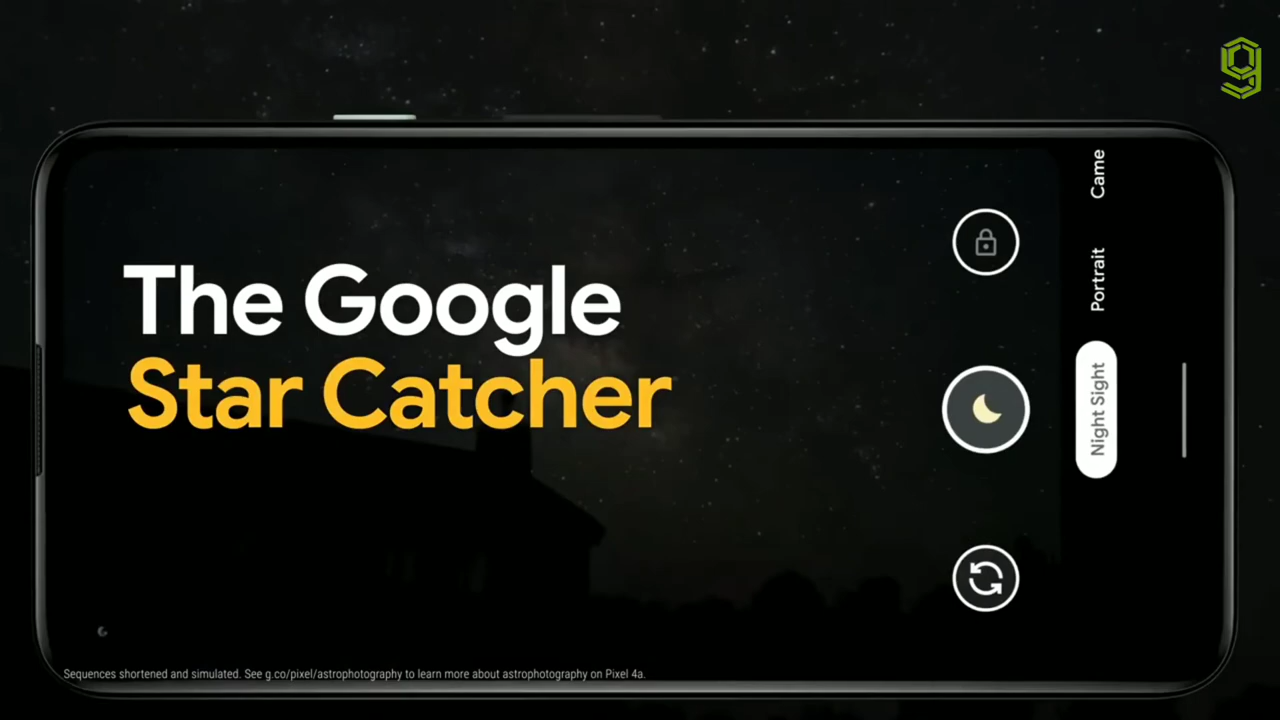 The Google
Star Catcher
Came
Portrait
Night Sight
Sequences shortened and simulated. See g.co/pixel/astrophotography to learn more about astrophotography on Pixel 4a.